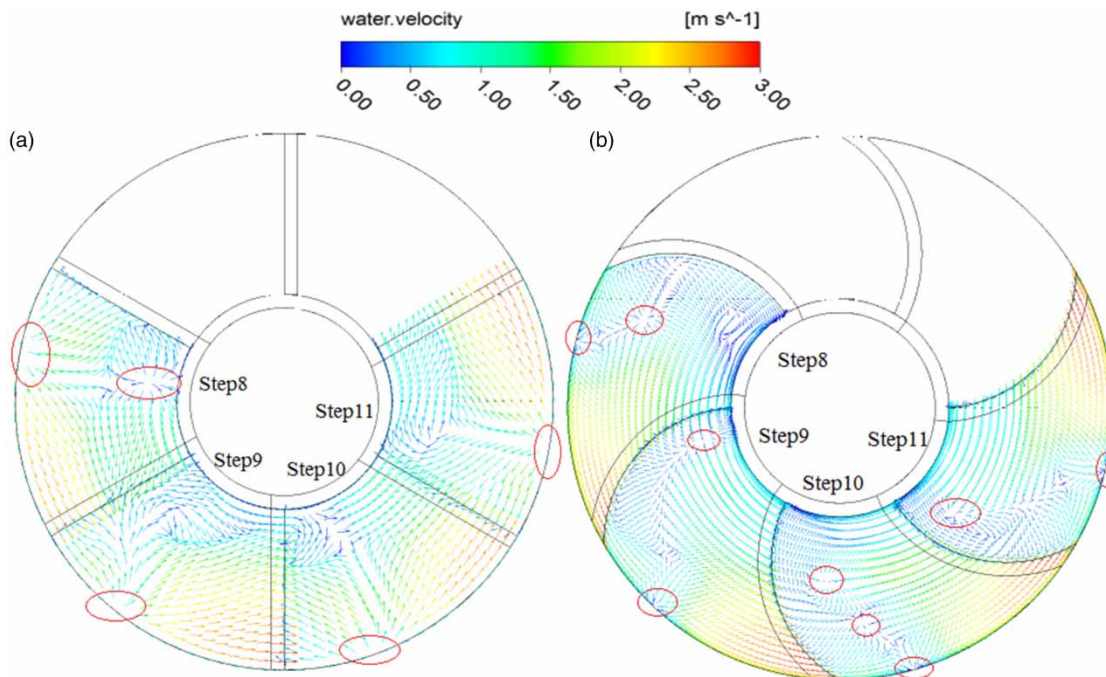 water.velocity [m s^-1]
0.00 0.50 1.00 1.50 2.00 2.50 3.00
(a) (b)
Step8 Step8
Step11
Step9 Step10
Step9 Step11
Step10